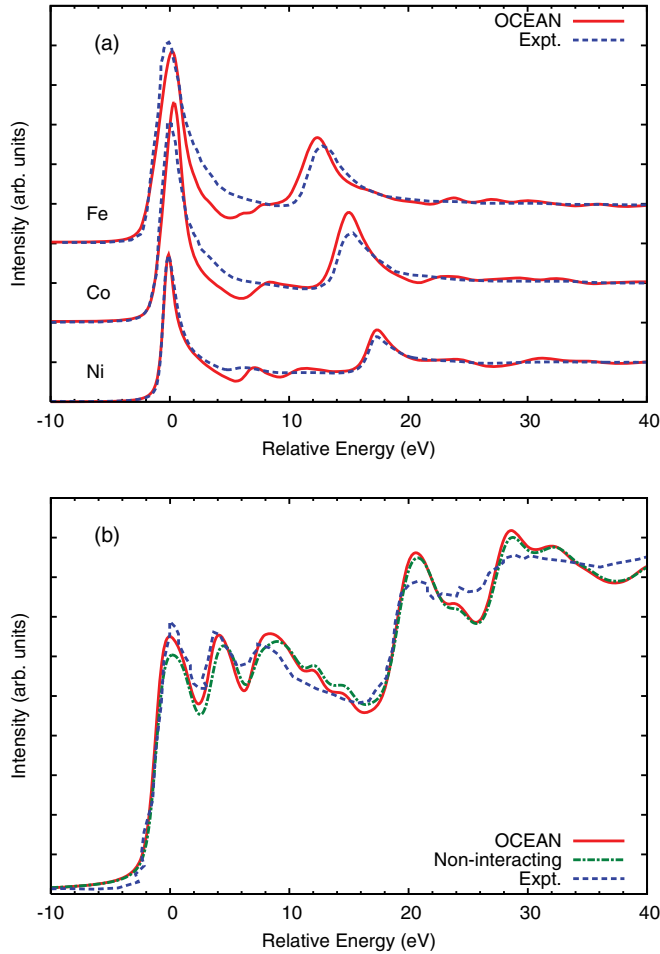 (a)
OCEAN
Expt.
Fe
Co
Ni
Intensity (arb. units)
-10 0 10 20 30 40
Relative Energy (eV)
(b)
Intensity (arb. units)
OCEAN
Non-interacting
Expt.
-10 0 10 20 30 40
Relative Energy (eV)